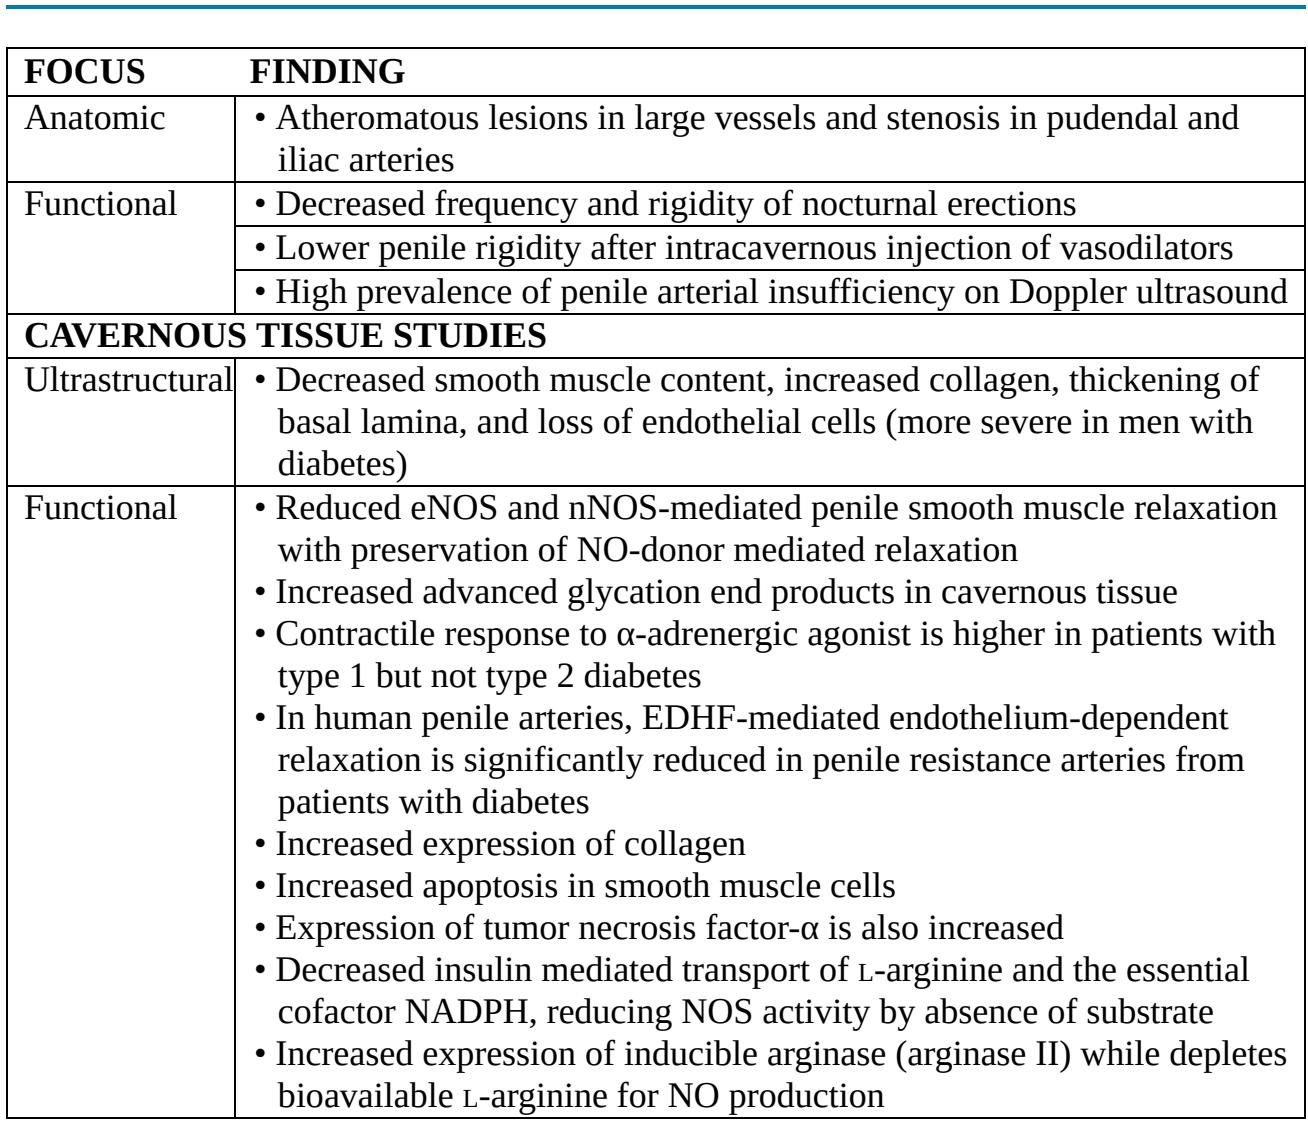 FOCUS FINDING
Anatomic • Atheromatous lesions in large vessels and stenosis in pudendal and
iliac arteries
Functional • Decreased frequency and rigidity of nocturnal erections
• Lower penile rigidity after intracavernous injection of vasodilators
• High prevalence of penile arterial insufficiency on Doppler ultrasound
CAVERNOUS TISSUE STUDIES
Ultrastructural • Decreased smooth muscle content, increased collagen, thickening of
basal lamina, and loss of endothelial cells (more severe in men with
diabetes)
Functional • Reduced eNOS and nNOS-mediated penile smooth muscle relaxation
with preservation of NO-donor mediated relaxation
• Increased advanced glycation end products in cavernous tissue
• Contractile response to α-adrenergic agonist is higher in patients with
type 1 but not type 2 diabetes
• In human penile arteries, EDHF-mediated endothelium-dependent
relaxation is significantly reduced in penile resistance arteries from
patients with diabetes
• Increased expression of collagen
• Increased apoptosis in smooth muscle cells
• Expression of tumor necrosis factor-α is also increased
• Decreased insulin mediated transport of L-arginine and the essential
cofactor NADPH, reducing NOS activity by absence of substrate
• Increased expression of inducible arginase (arginase II) while depletes
bioavailable L-arginine for NO production